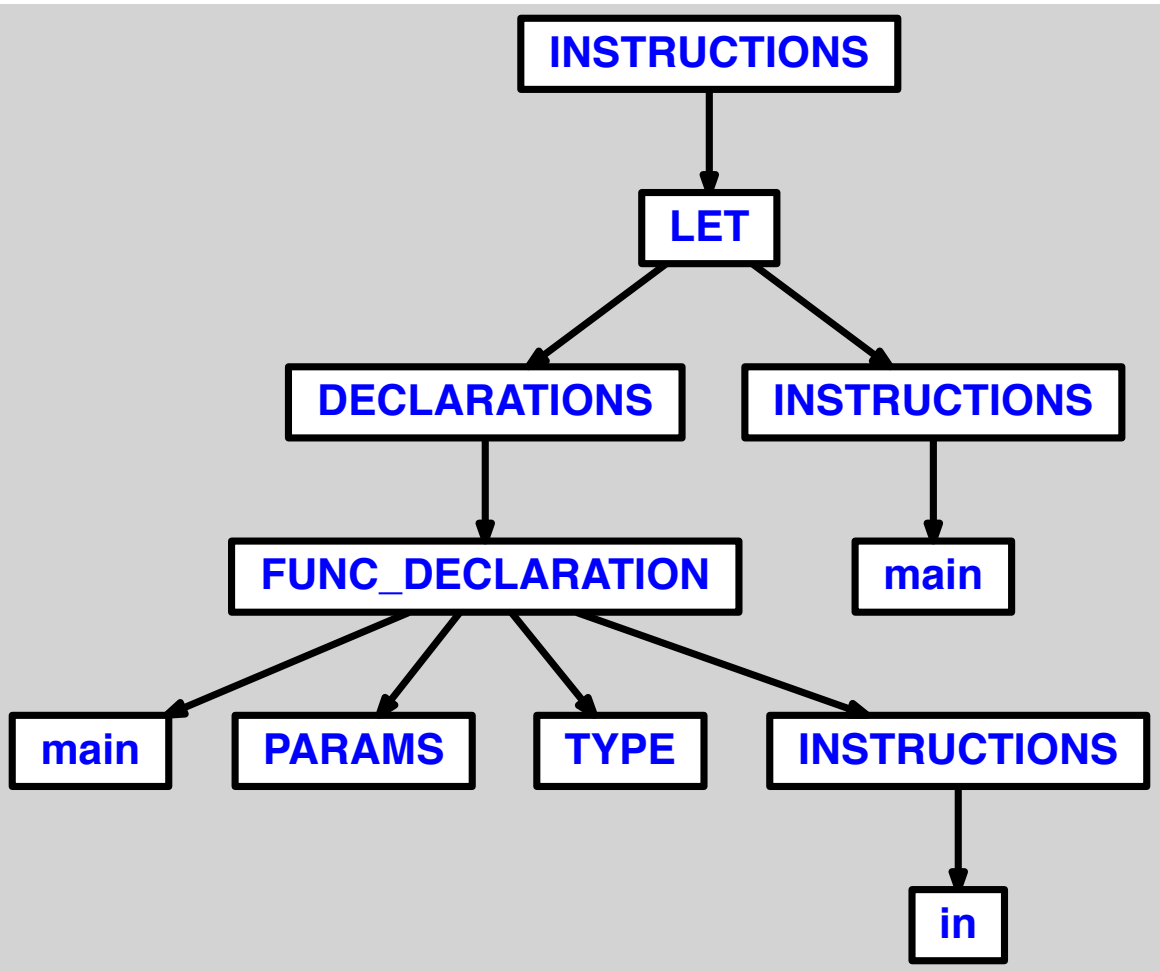 INSTRUCTIONS
LET
DECLARATIONS
INSTRUCTIONS
FUNC_DECLARATION
main
main
PARAMS
TYPE
INSTRUCTIONS
in